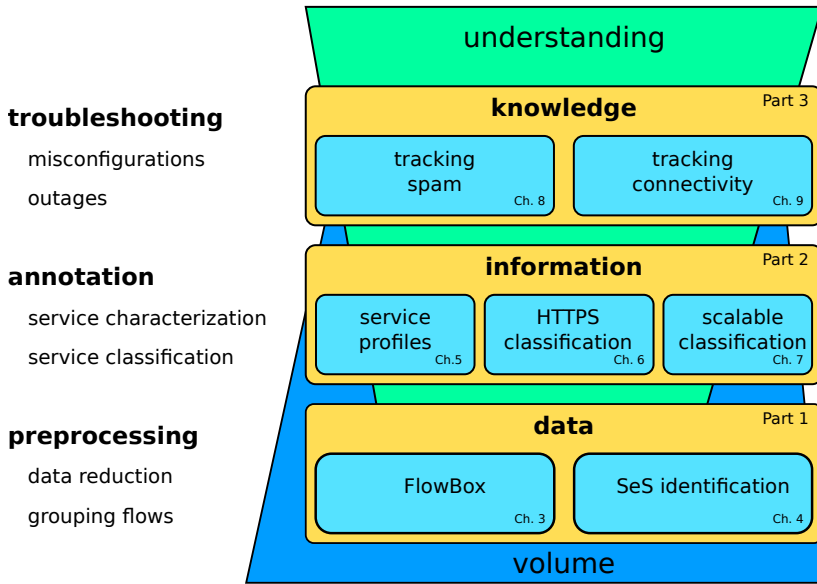 understanding
troubleshooting
misconfigurations
outages
knowledge
Part 3
tracking
spam
Ch. 8
tracking
connectivity
Ch. 9
annotation
service characterization
service classification
information
Part 2
service
profiles
Ch.5
HTTPS
classification
Ch. 6
scalable
classification
Ch. 7
preprocessing
data reduction
grouping flows
data
Part 1
FlowBox
Ch. 3
SeS identification
Ch. 4
volume